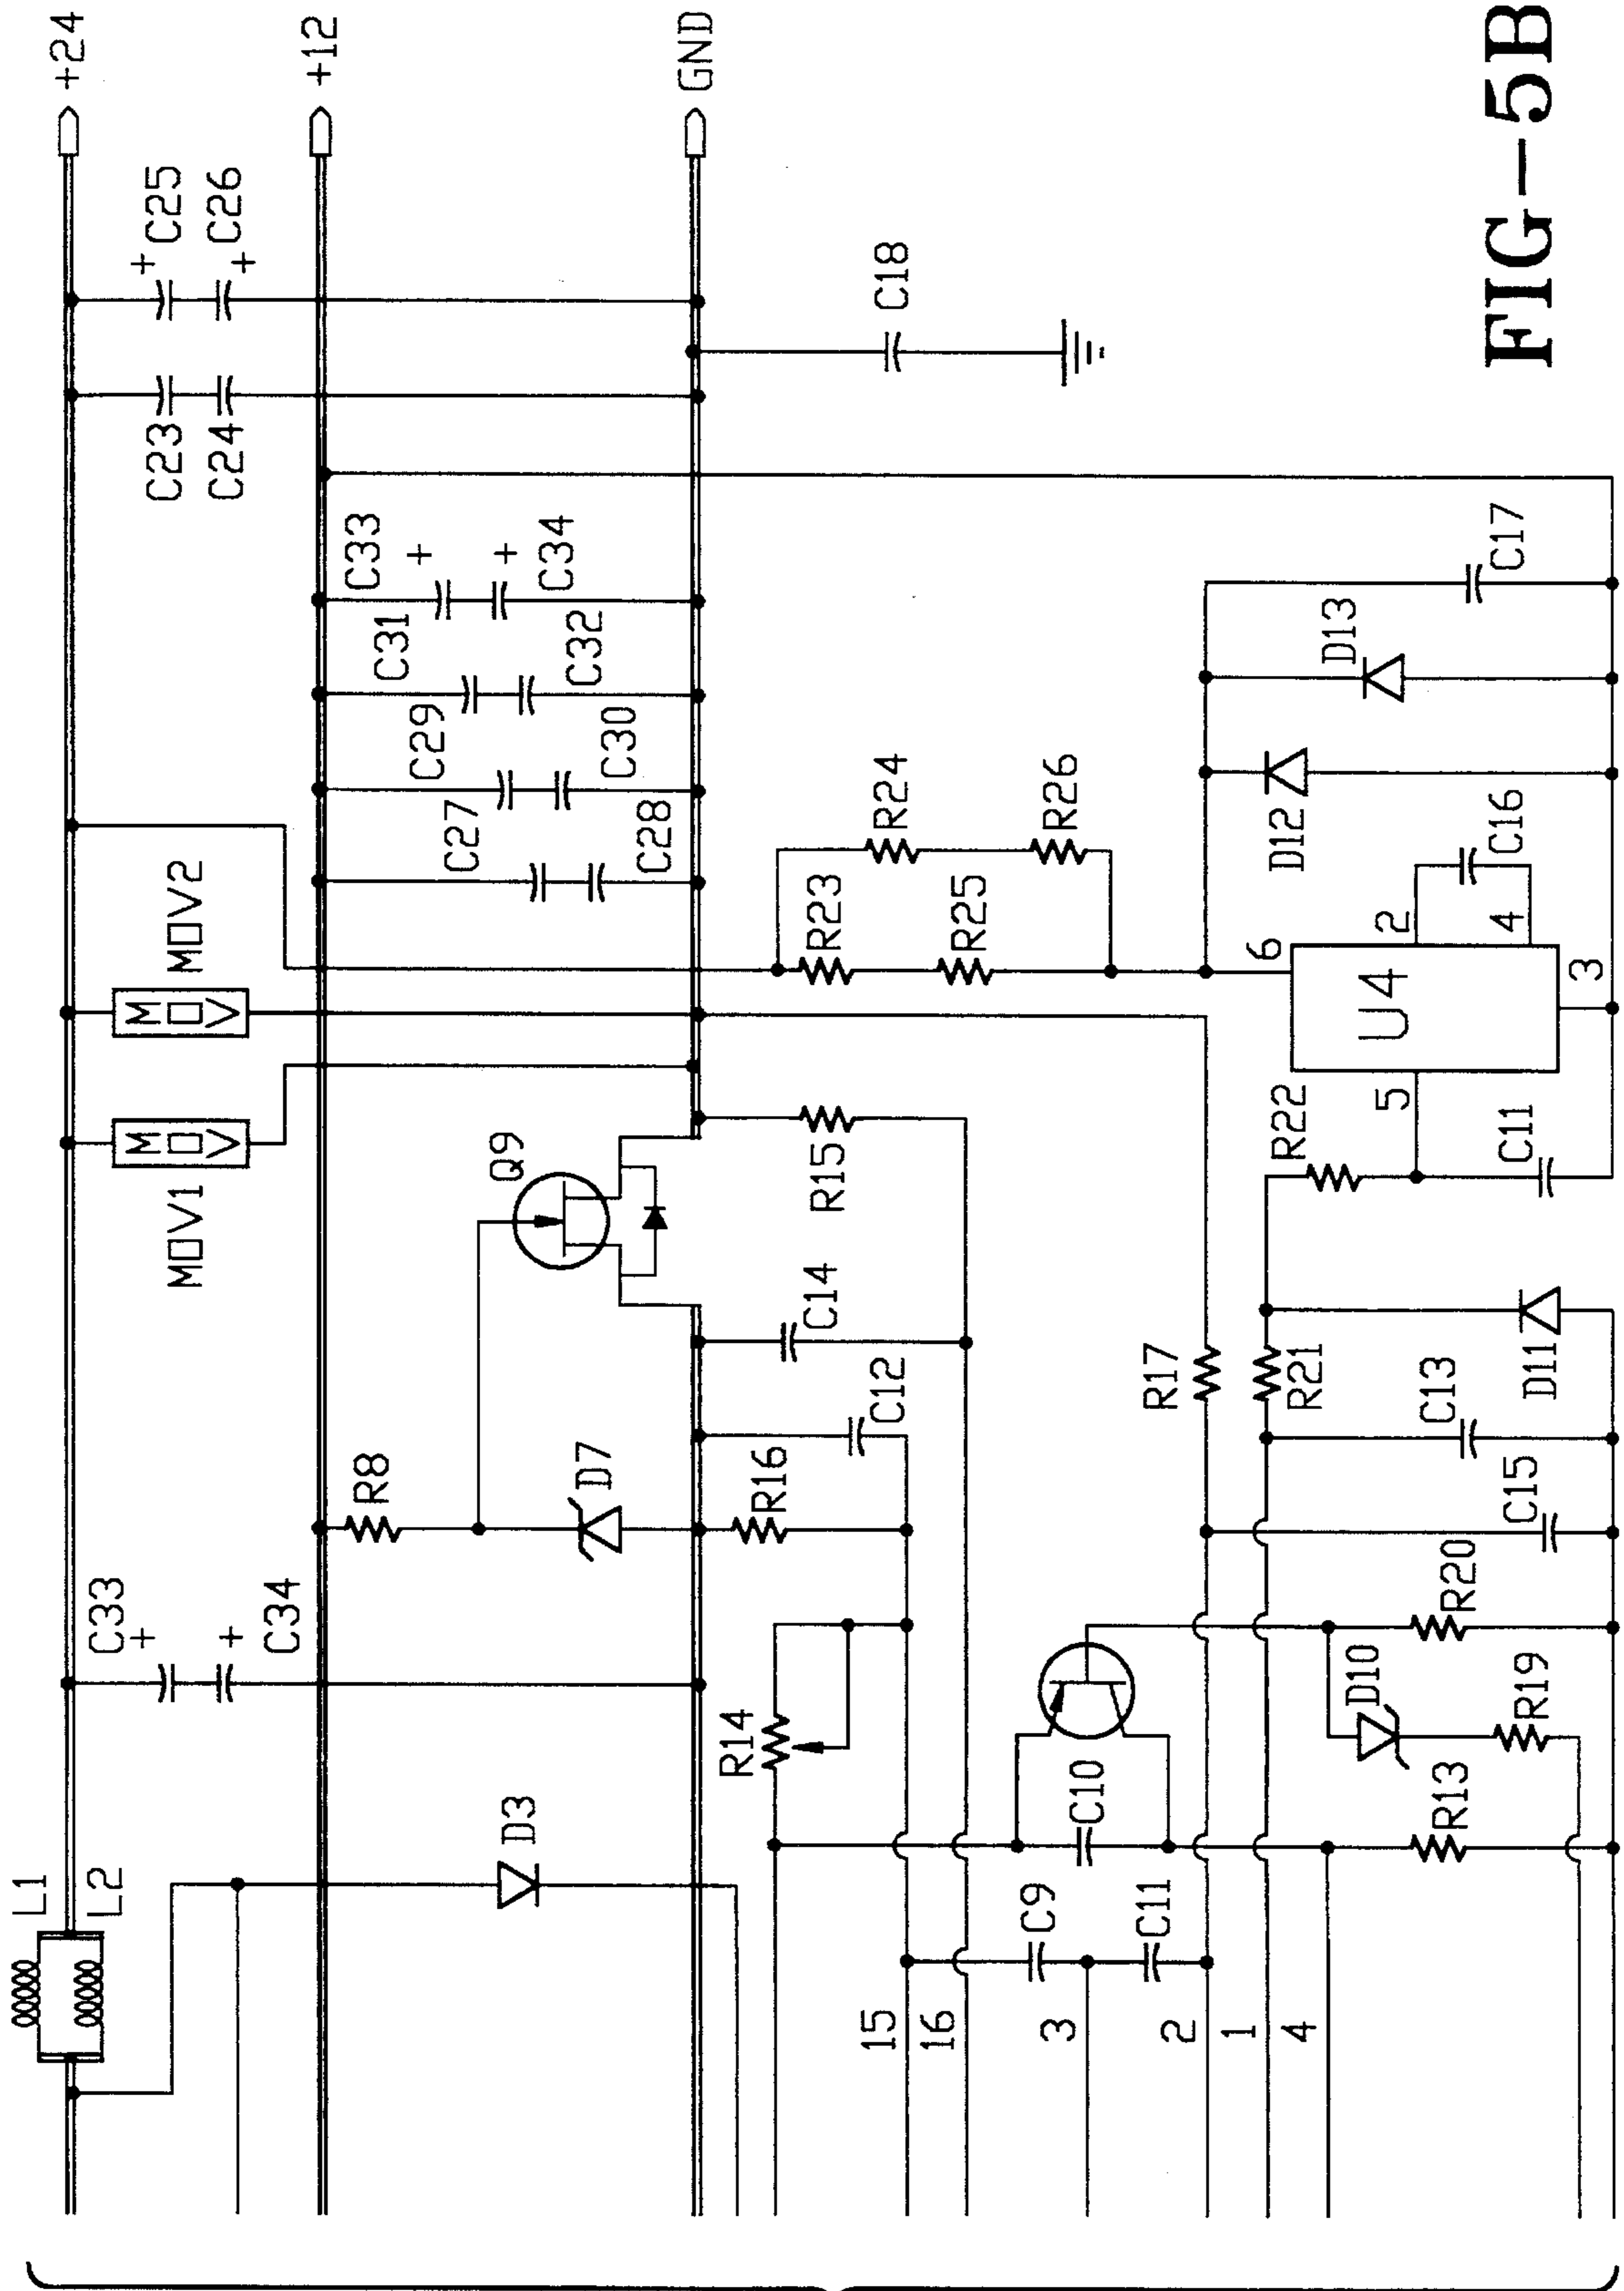 L1
L2
+24
C33
+
+
C34
MOV1
M
O
V
MOV2
M
O
V
C23
C24
+
C25
C26
+
+12
D3
R8
D7
Q9
C27
C28
C29
C30
C31
C32
C33
+
+
C34
GND
R14
R16
C12
C14
R15
R23
R25
R24
R26
C18
15
16
3
2
1
4
C9
C11
C10
R17
R21
R13
D10
R19
R20
C15
C13
D11
R22
C11
5
U4
6
2
4
3
C16
D12
D13
C17
FIG-5B